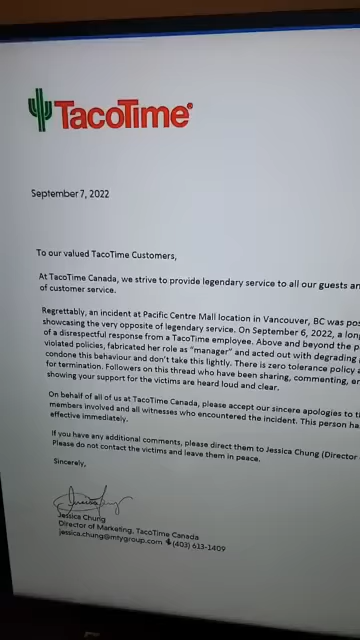 TacoTime
September 7, 2022
To our valued TacoTime Customers,
At TacoTime Canada, we strive to provide legendary service to all our guests an
of customer service.
Regrettably, an incident at Pacific Centre Mall location in Vancouver, BC was pos
showcasing the very opposite of legendary service. On September 6, 2022, a long
of a disrespectful response from a TacoTime employee. Above and beyond the p
violated policies, fabricated her role as "manager" and acted out with degrading
condone this behaviour and don't take this lightly. There is zero tolerance policy a
for termination. Followers on this thread who have been sharing, commenting, en
showing your support for the victims are heard loud and clear.
On behalf of all of us at TacoTime Canada, please accept our sincere apologies to t
members involved and all witnesses who encountered the incident. This person ha
effective immediately.
If you have any additional comments, please direct them to Jessica Chung (Director
Please do not contact the victims and leave them in peace.
Sincerely,
Jessica Chung
Director of Marketing, TacoTime Canada
jessica.chung@mtygroup.com (403) 613-1409